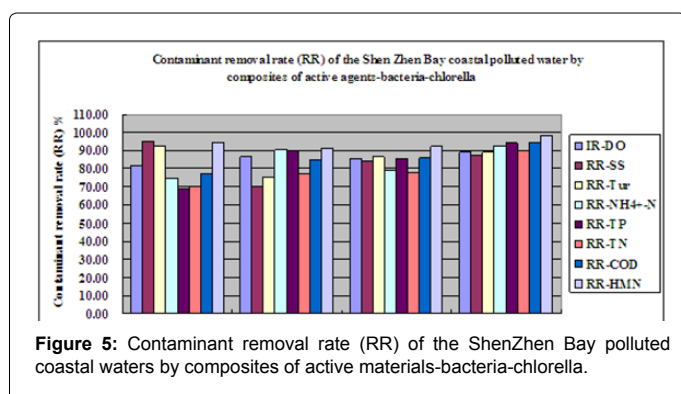 Contaminant removal rate (RR) of the Shen Zhen Bay coastal polluted water by
composites of active agents-bacteria-chlorella
Contaminant removal rate (RR) %
110.00
100.00
90.00
80.00
70.00
60.00
50.00
40.00
30.00
20.00
10.00
0.00
IR-DO
RR-SS
RR-Tur
RR-NH4+-N
RR-TP
RR-TN
RR-COD
RR-HMN
Figure 5: Contaminant removal rate (RR) of the ShenZhen Bay polluted
coastal waters by composites of active materials-bacteria-chlorella.